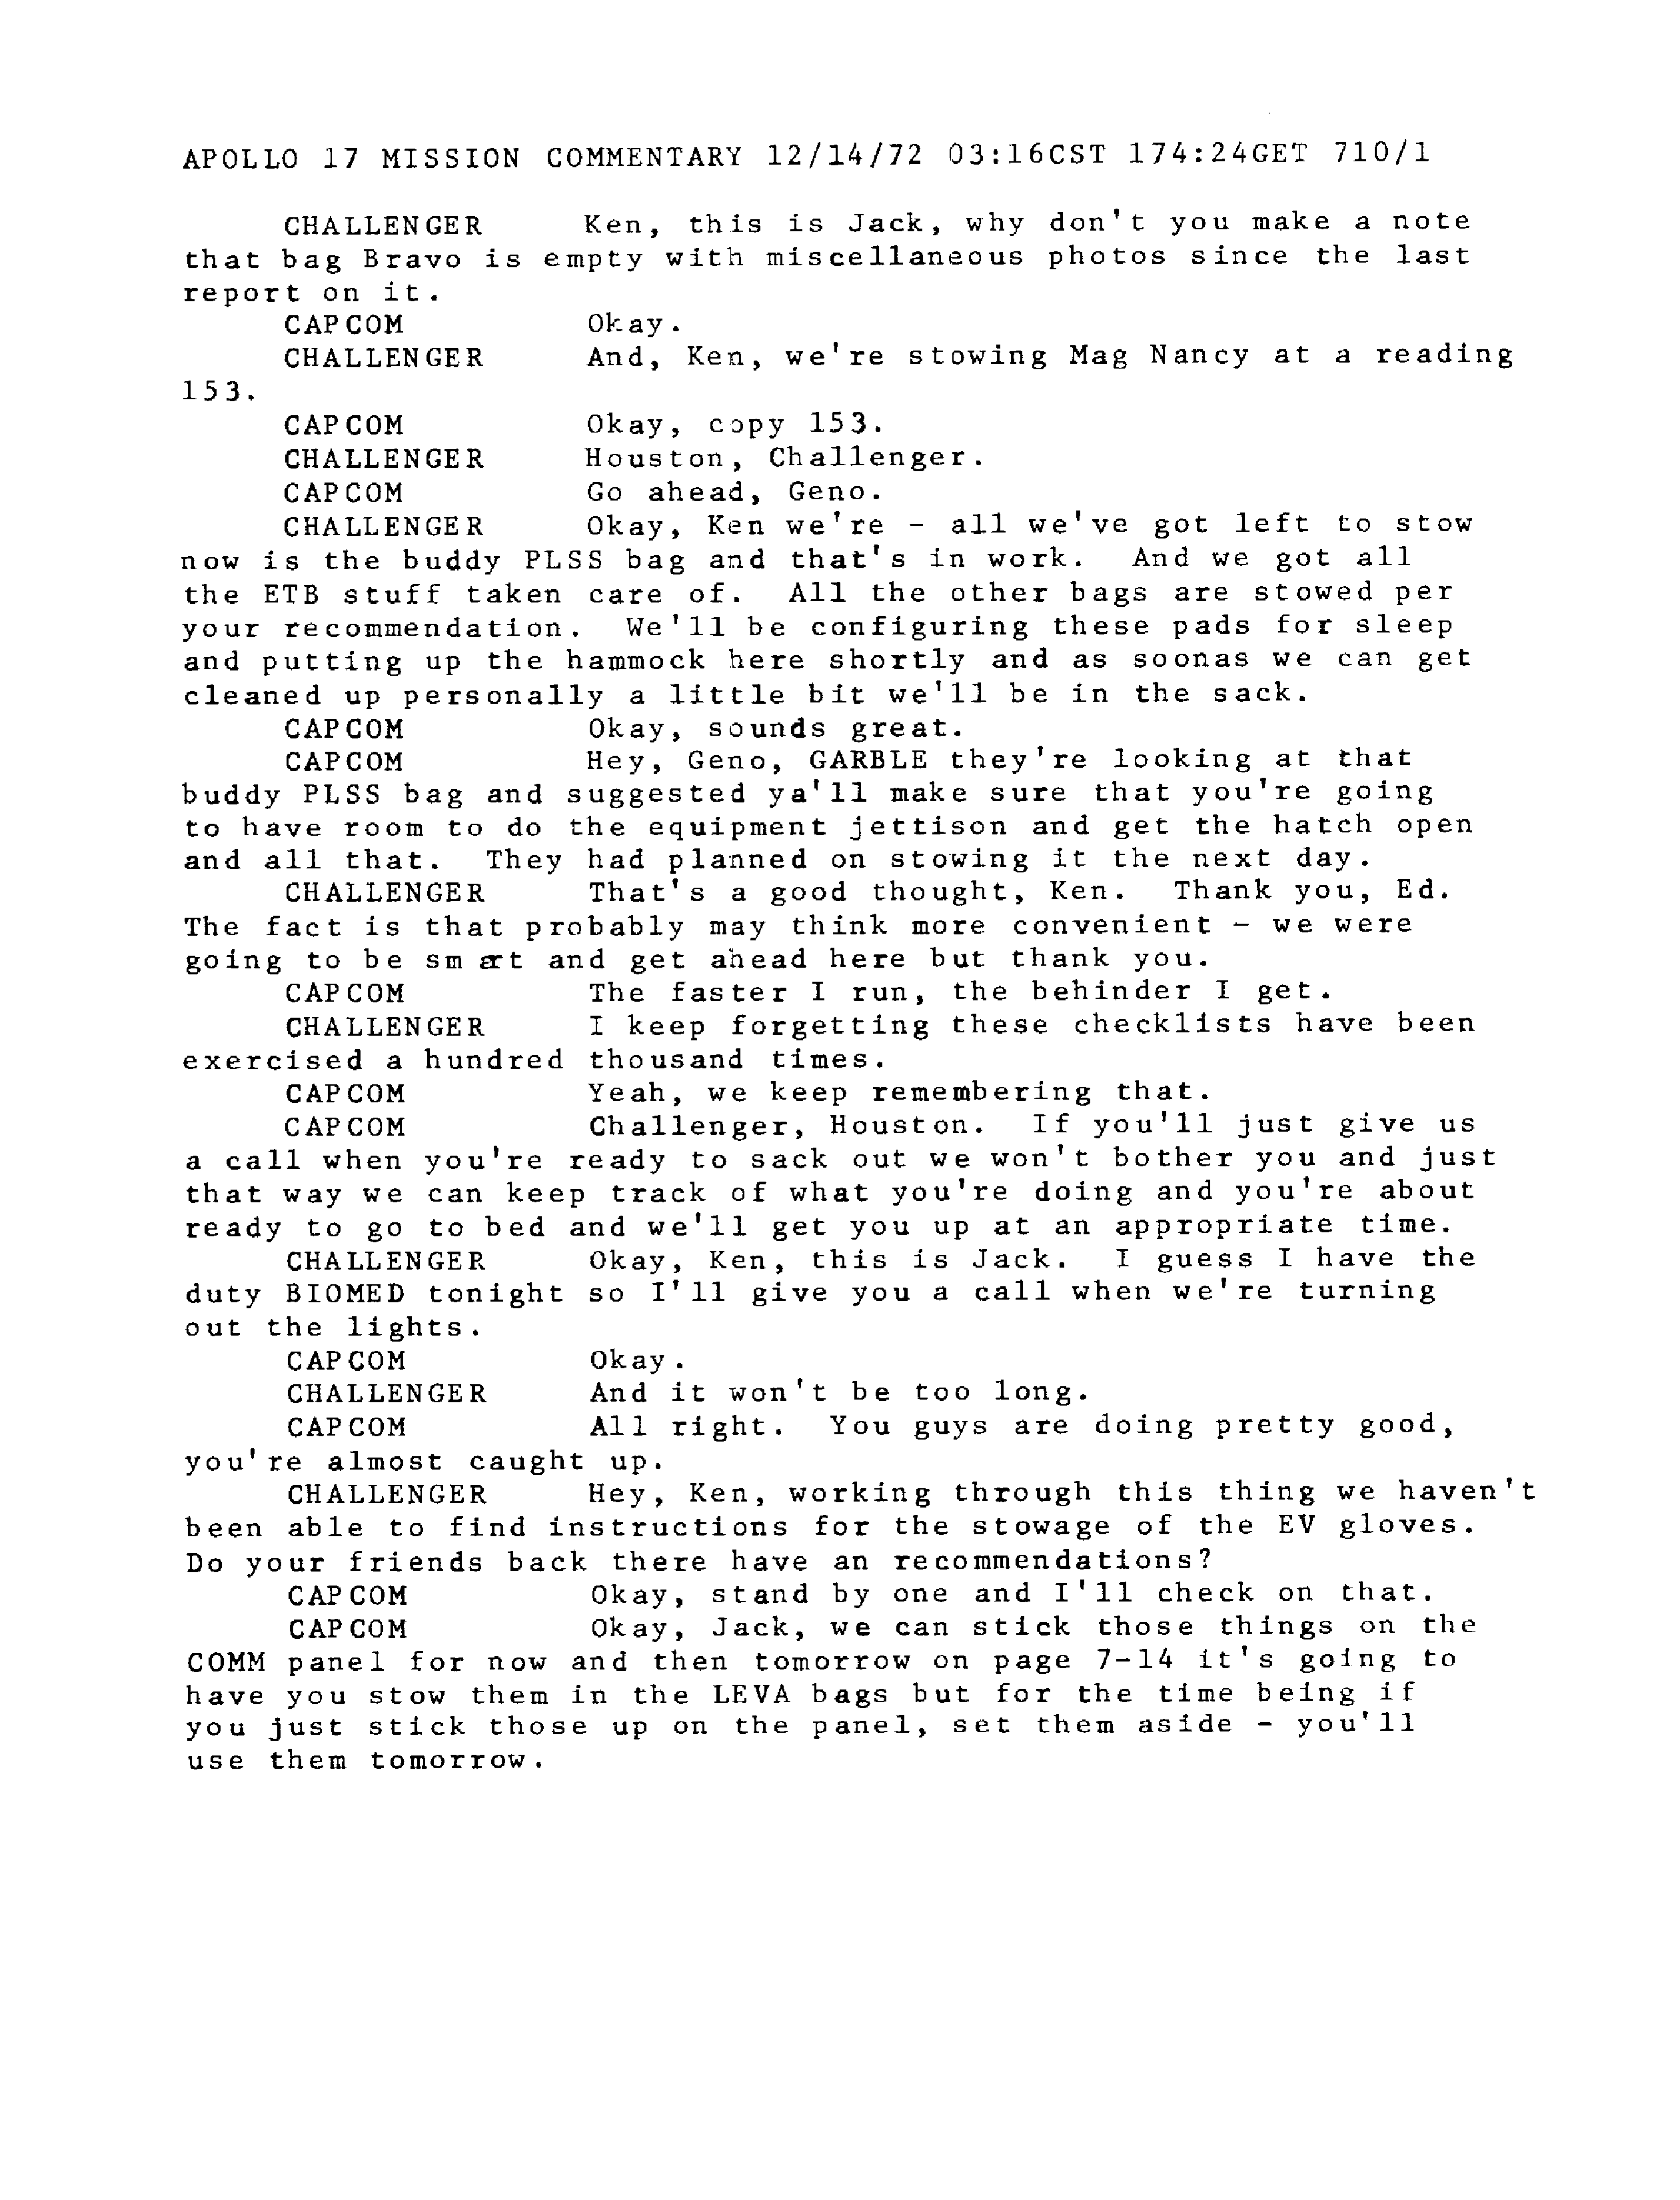 APOLLO 17 MISSION COMMENTARY 12/14/72 03:16CST 174:24GET 710/1
CHALLENGER Ken, this is Jack, why don't you make a note
that bag Bravo is empty with miscellaneous photos since the last
report on it.
CAPCOM Okay.
CHALLENGER And, Ken, we're stowing Mag Nancy at a reading
153.
CAPCOM Okay, copy 153.
CHALLENGER Houston, Challenger.
CAPCOM Go ahead, Geno.
CHALLENGER Okay, Ken we're - all we've got left to stow
now is the buddy PLSS bag and that's in work. And we got all
the ETB stuff taken care of. All the other bags are stowed per
your recommendation. We'll be configuring these pads for sleep
and putting up the hammock here shortly and as soonas we can get
cleaned up personally a little bit we'll be in the sack.
CAPCOM Okay, sounds great.
CAPCOM Hey, Geno, GARBLE they're looking at that
buddy PLSS bag and suggested ya'll make sure that you're going
to have room to do the equipment jettison and get the hatch open
and all that. They had planned on stowing it the next day.
CHALLENGER That's a good thought, Ken. Thank you, Ed.
The fact is that probably may think more convenient - we were
going to be smart and get ahead here but thank you.
CAPCOM The faster I run, the behinder I get.
CHALLENGER I keep forgetting these checklists have been
exercised a hundred thousand times.
CAPCOM Yeah, we keep remembering that.
CAPCOM Challenger, Houston. If you'll just give us
a call when you're ready to sack out we won't bother you and just
that way we can keep track of what you're doing and you're about
ready to go to bed and we'll get you up at an appropriate time.
CHALLENGER Okay, Ken, this is Jack. I guess I have the
duty BIOMED tonight so I'll give you a call when we're turning
out the lights.
CAPCOM Okay.
CHALLENGER And it won't be too long.
CAPCOM All right. You guys are doing pretty good,
you're almost caught up.
CHALLENGER Hey, Ken, working through this thing we haven't
been able to find instructions for the stowage of the EV gloves.
Do your friends back there have an recommendations?
CAPCOM Okay, stand by one and I'll check on that.
CAPCOM Okay, Jack, we can stick those things on the
COMM panel for now and then tomorrow on page 7-14 it's going to
have you stow them in the LEVA bags but for the time being if
you just stick those up on the panel, set them aside - you'll
use them tomorrow.